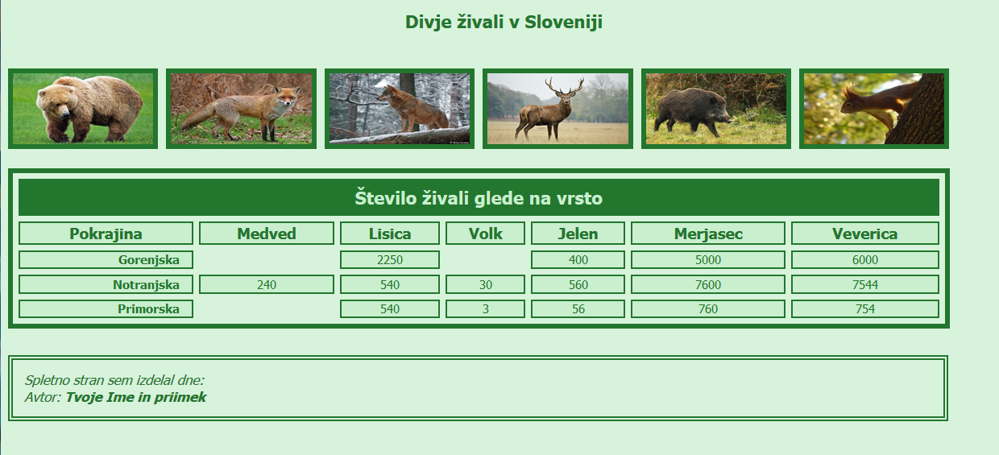 Divje živali v Sloveniji
Število živali glede na vrsto
Pokrajina Medved Lisica Volk Jelen Merjasec Veverica
Gorenjska 2250 400 5000 6000
Notranjska 240 540 30 560 7600 7544
Primorska 540 3 56 760 754
Spletno stran sem izdelal dne:
Avtor: Tvoje Ime in priimek